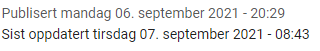 Publisert mandag 06. september 2021 - 20:29
Sist oppdatert tirsdag 07. september 2021 - 08:43